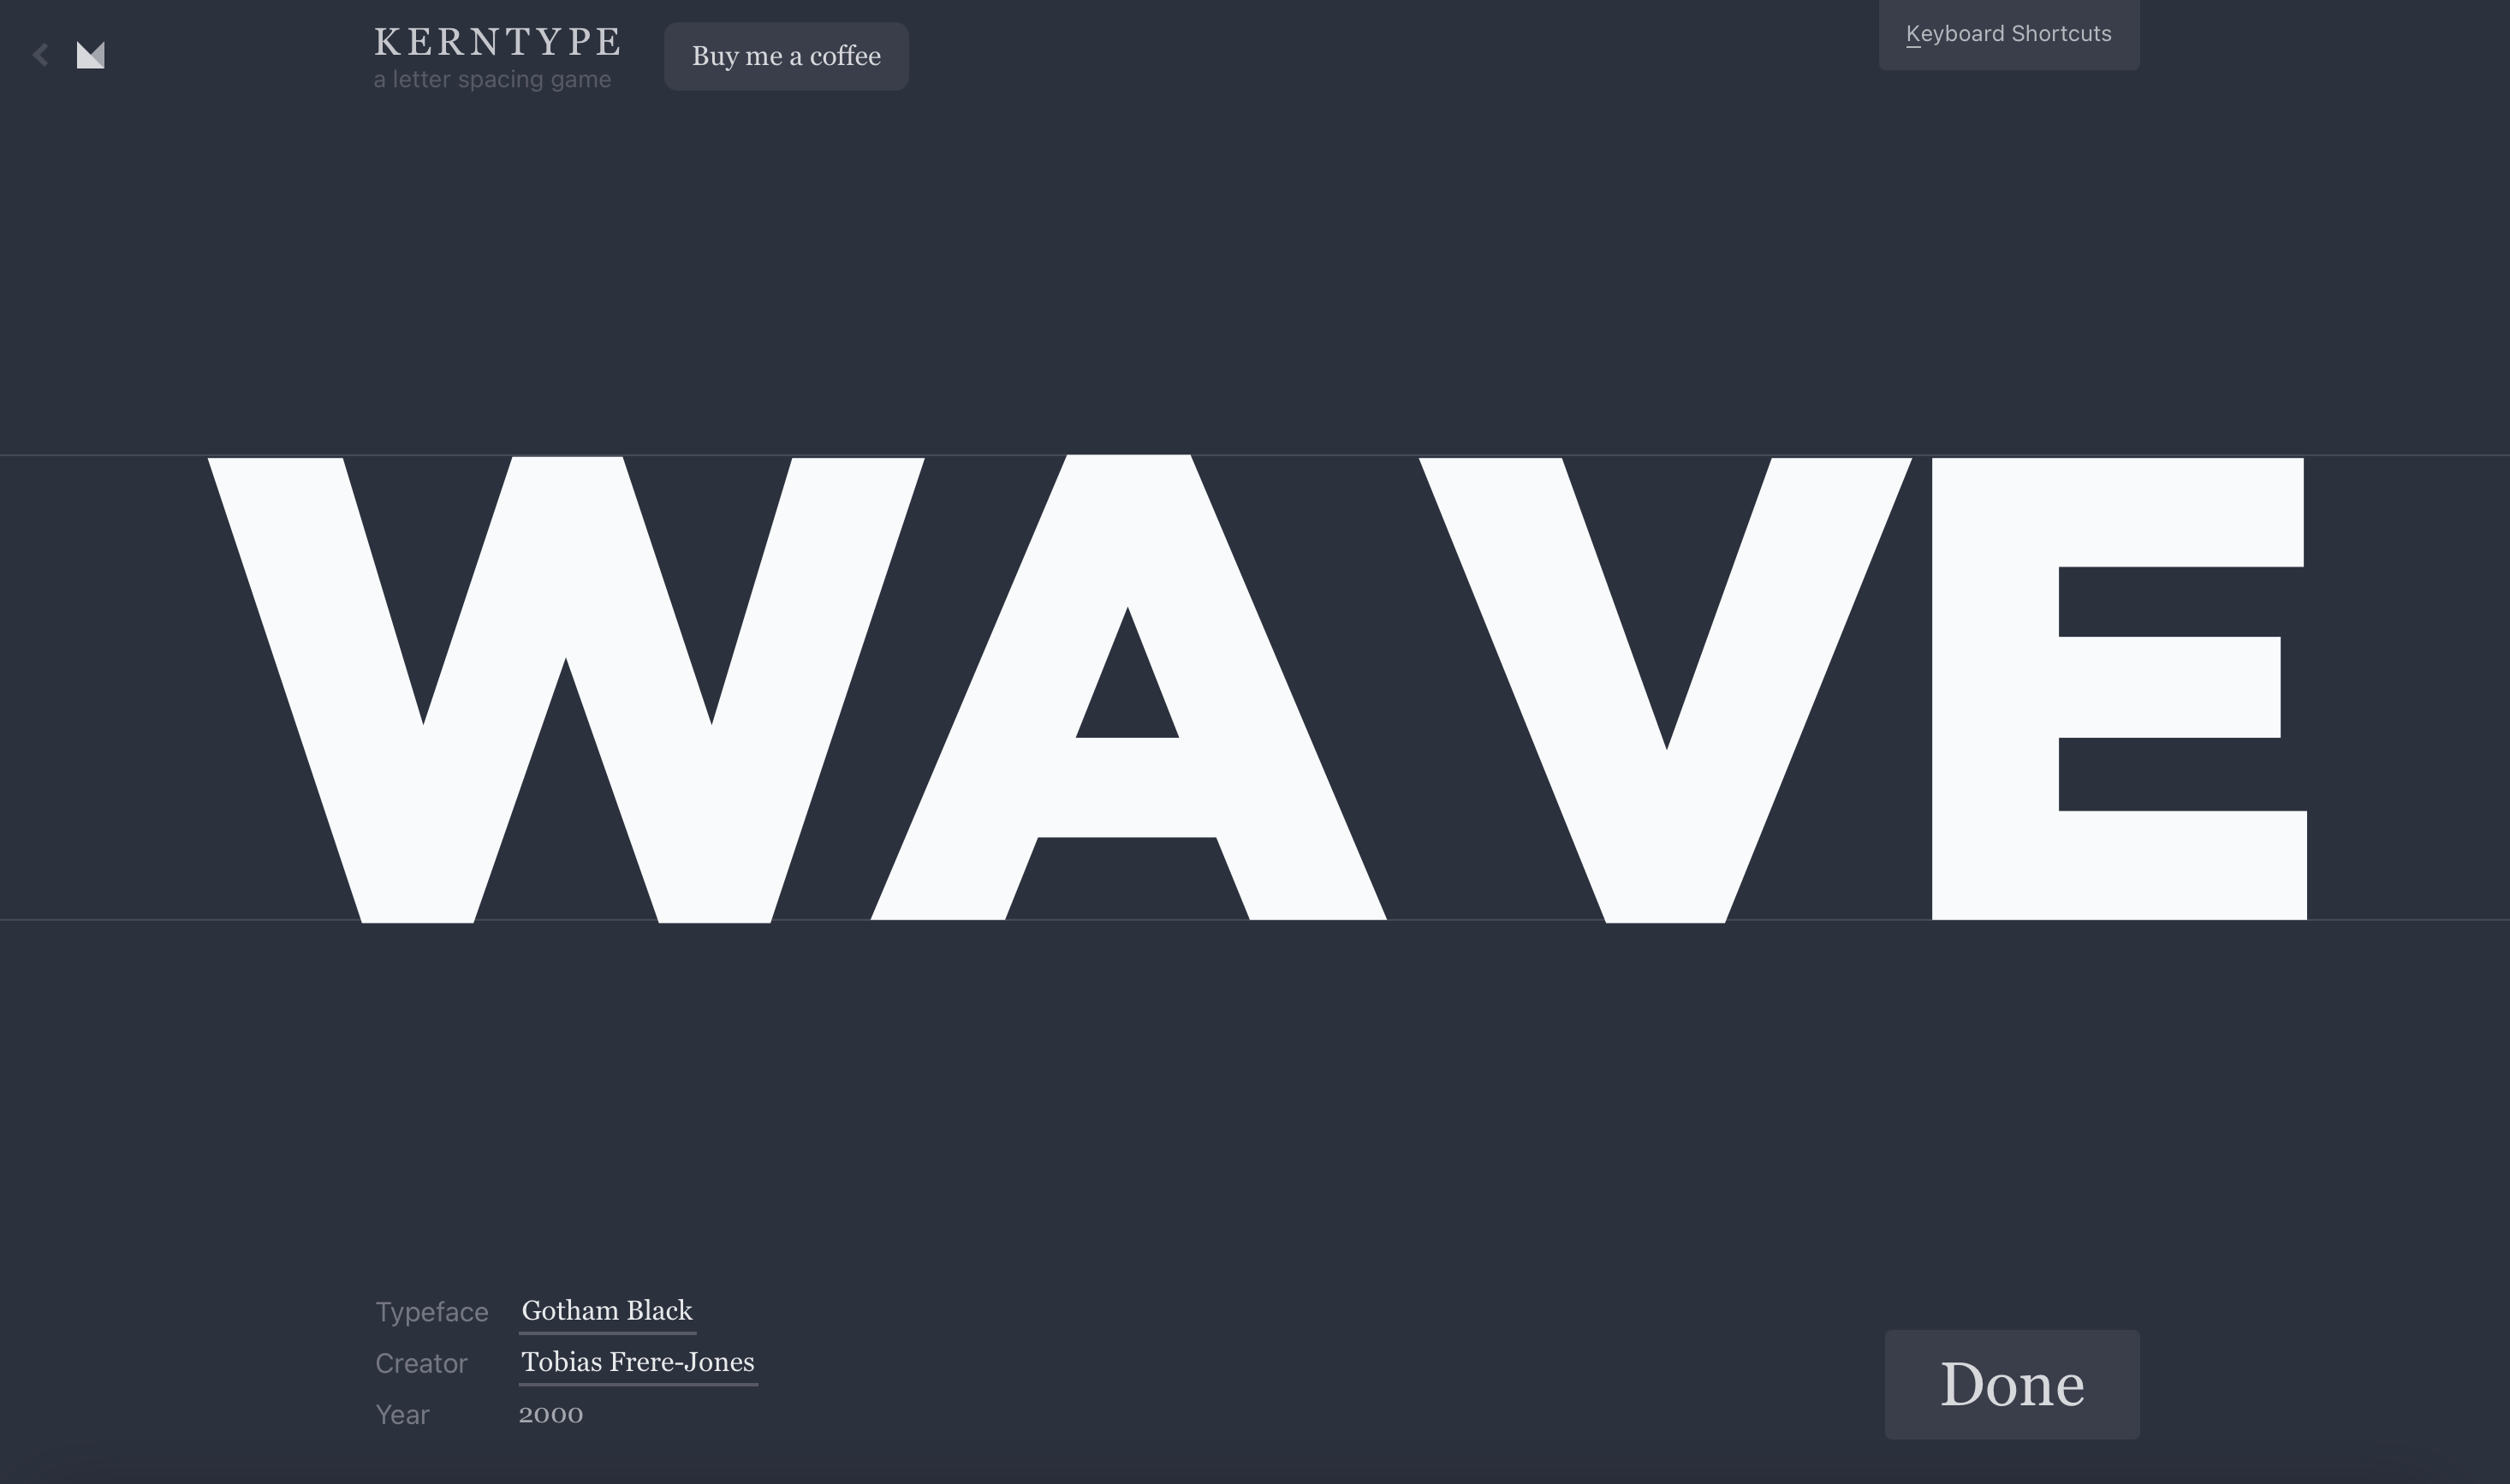 KERNTYPE
a letter spacing game
Buy me a coffee
Keyboard Shortcuts
WAVE
Typeface Gotham Black
Creator Tobias Frere-Jones
Year 2000
Done